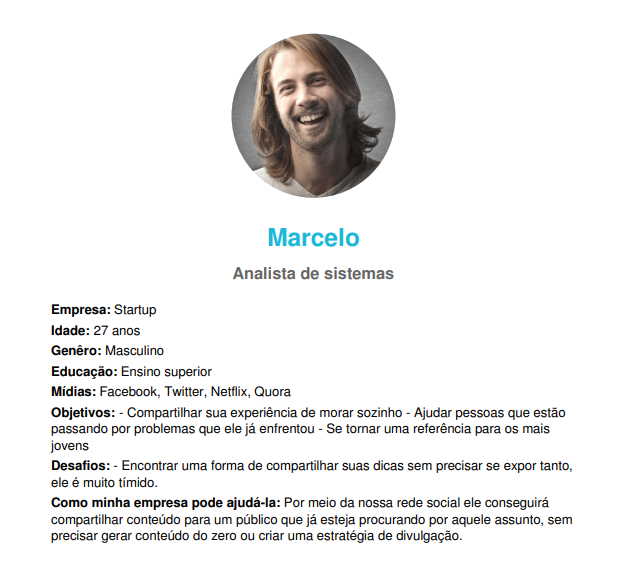 Marcelo
Analista de sistemas
Empresa: Startup
Idade: 27 anos
Genêro: Masculino
Educação: Ensino superior
Mídias: Facebook, Twitter, Netflix, Quora
Objetivos: - Compartilhar sua experiência de morar sozinho - Ajudar pessoas que estão
passando por problemas que ele já enfrentou - Se tornar uma referência para os mais
jovens
Desafios: - Encontrar uma forma de compartilhar suas dicas sem precisar se expor tanto,
ele é muito tímido.
Como minha empresa pode ajudá-la: Por meio da nossa rede social ele conseguirá
compartilhar conteúdo para um público que já esteja procurando por aquele assunto, sem
precisar gerar conteúdo do zero ou criar uma estratégia de divulgação.